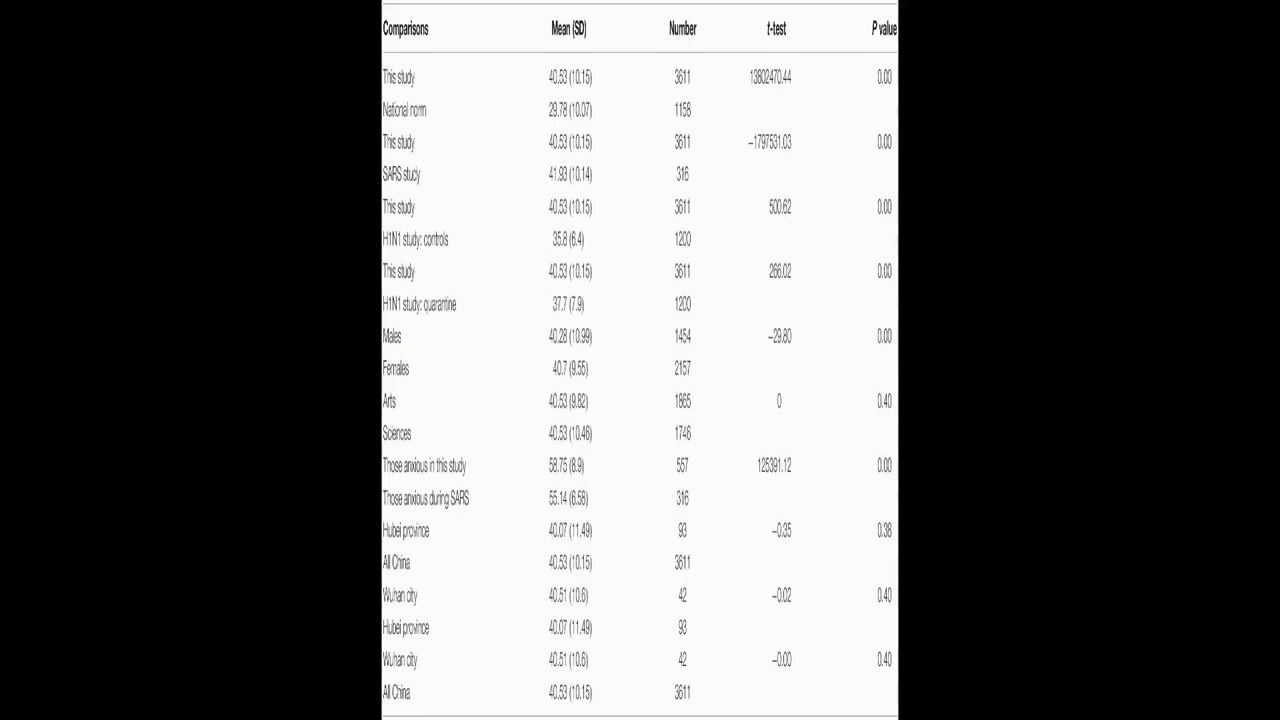 Comparisons Mean (SD) Number t-test P value
This study 40.53 (10.15) 3611 13802470.44 0.00
National norm 29.78 (10.07) 1158
This study 40.53 (10.15) 3611 −1797531.03 0.00
SARS study 41.93 (10.14) 316
This study 40.53 (10.15) 3611 500.62 0.00
H1N1 study: controls 35.8 (6.4) 1200
This study 40.53 (10.15) 3611 266.02 0.00
H1N1 study: quarantine 37.7 (7.9) 1200
Males 40.28 (10.99) 1454 −29.80 0.00
Females 40.7 (9.55) 2157
Arts 40.53 (9.82) 1865 0 0.40
Sciences 40.53 (10.46) 1746
Those anxious in this study 58.75 (8.9) 557 125391.12 0.00
Those anxious during SARS 55.14 (6.58) 316
Hubei province 40.07 (11.49) 93 −0.35 0.38
All China 40.53 (10.15) 3611
Wuhan city 40.51 (10.6) 42 −0.02 0.40
Hubei province 40.07 (11.49) 93
Wuhan city 40.51 (10.6) 42 −0.00 0.40
All China 40.53 (10.15) 3611